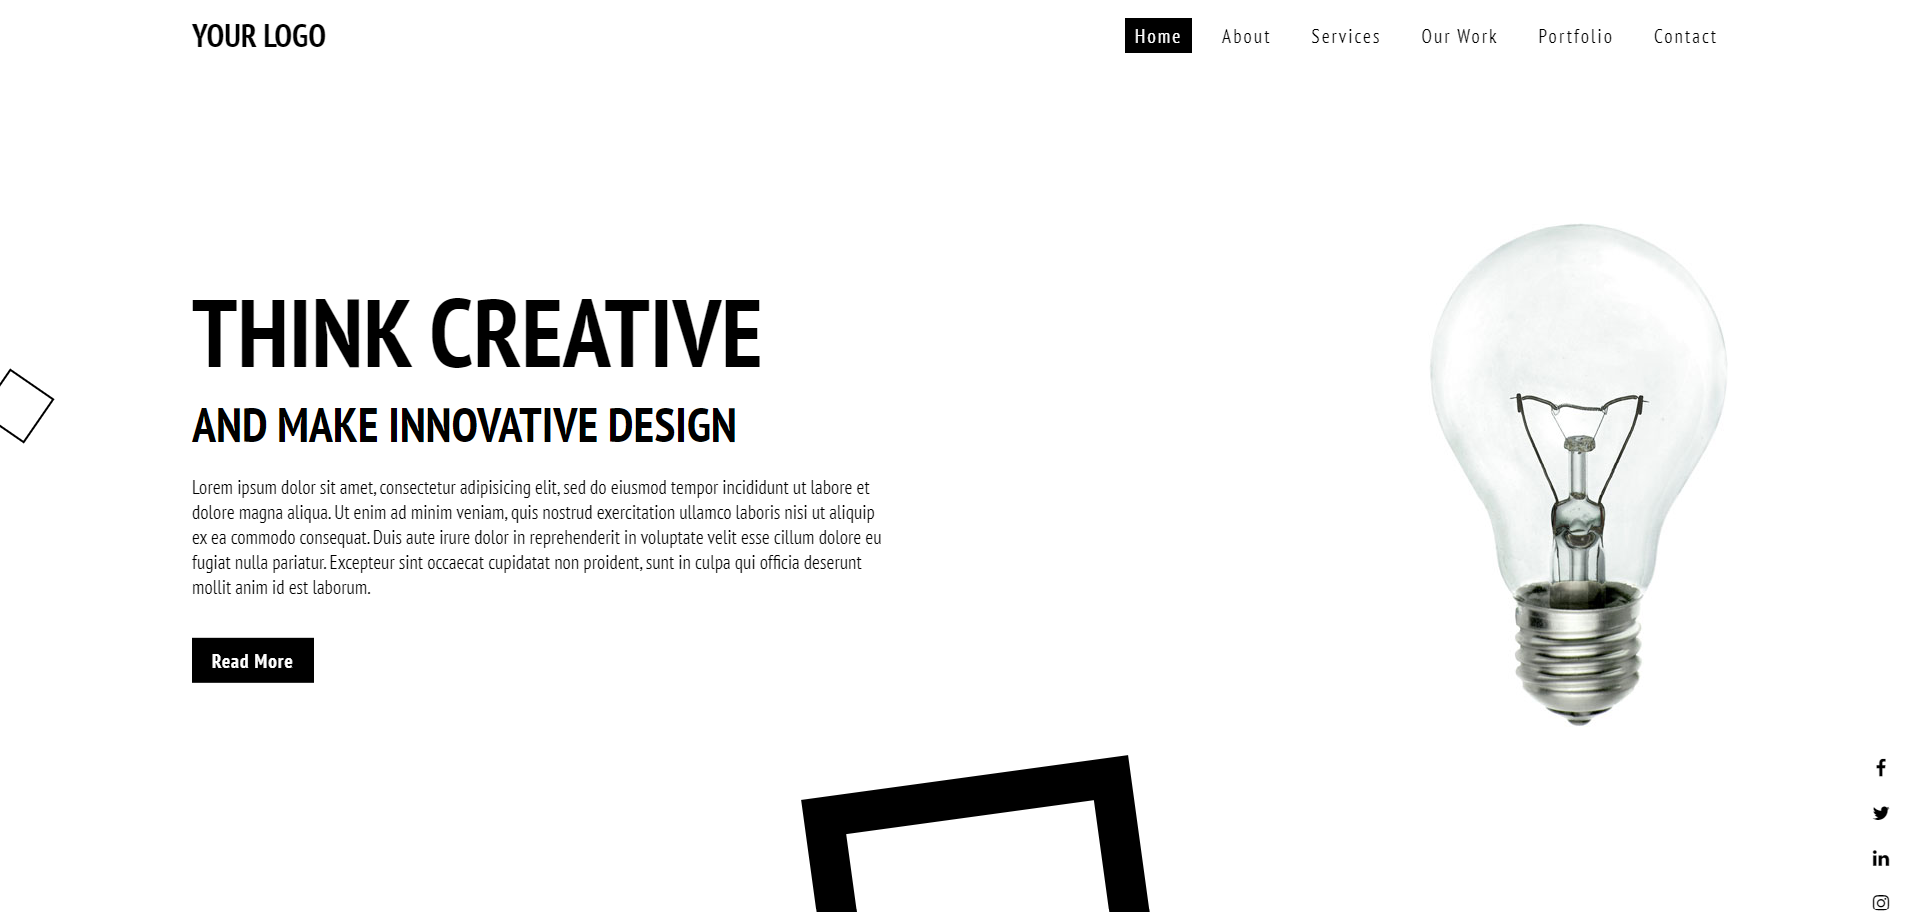 YOUR LOGO
Home About Services Our Work Portfolio Contact
THINK CREATIVE
AND MAKE INNOVATIVE DESIGN
Lorem ipsum dolor sit amet, consectetur adipisicing elit, sed do eiusmod tempor incididunt ut labore et
dolore magna aliqua. Ut enim ad minim veniam, quis nostrud exercitation ullamco laboris nisi ut aliquip
ex ea commodo consequat. Duis aute irure dolor in reprehenderit in voluptate velit esse cillum dolore eu
fugiat nulla pariatur. Excepteur sint occaecat cupidatat non proident, sunt in culpa qui officia deserunt
mollit anim id est laborum.
Read More